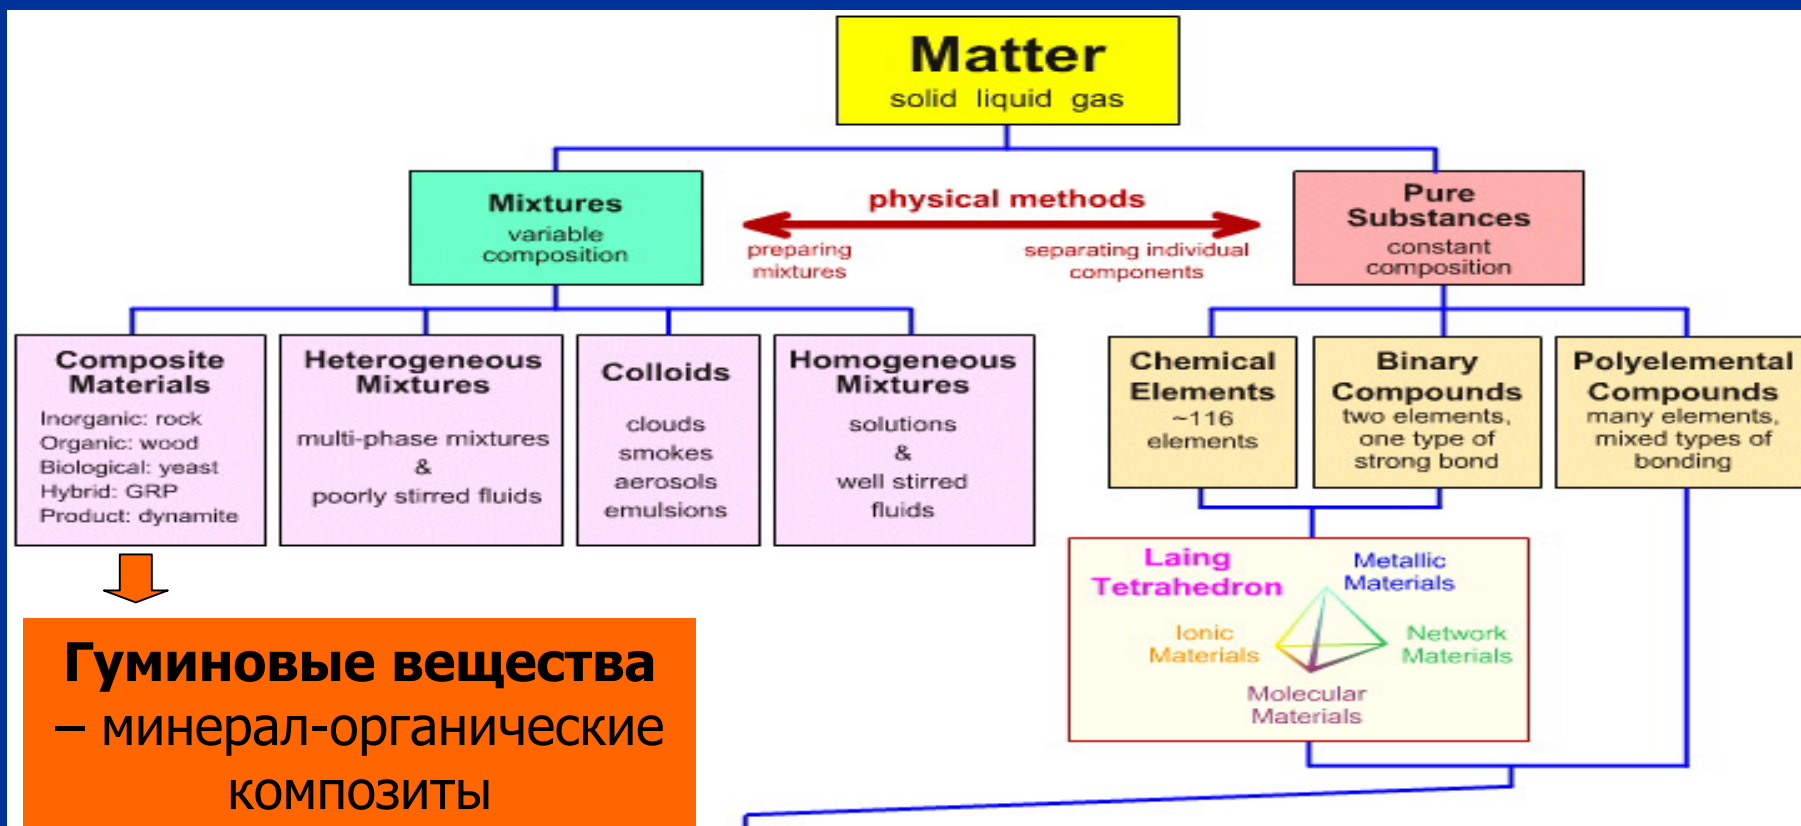 Matter
solid liquid gas
Mixtures
variable
composition
physical methods
preparing
mixtures
separating individual
components
Pure
Substances
constant
composition
Composite
Materials
Inorganic: rock
Organic: wood
Biological: yeast
Hybrid: GRP
Product: dynamite
Heterogeneous
Mixtures
multi-phase mixtures
&
poorly stirred fluids
Colloids
clouds
smokes
aerosols
emulsions
Homogeneous
Mixtures
solutions
&
well stirred
fluids
Chemical
Elements
~116
elements
Binary
Compounds
two elements,
one type of
strong bond
Polyelemental
Compounds
many elements,
mixed types of
bonding
Laing
Tetrahedron
Metallic
Materials
Ionic
Materials
Network
Materials
Molecular
Materials
Гуминовые вещества
– минерал-органические
композиты